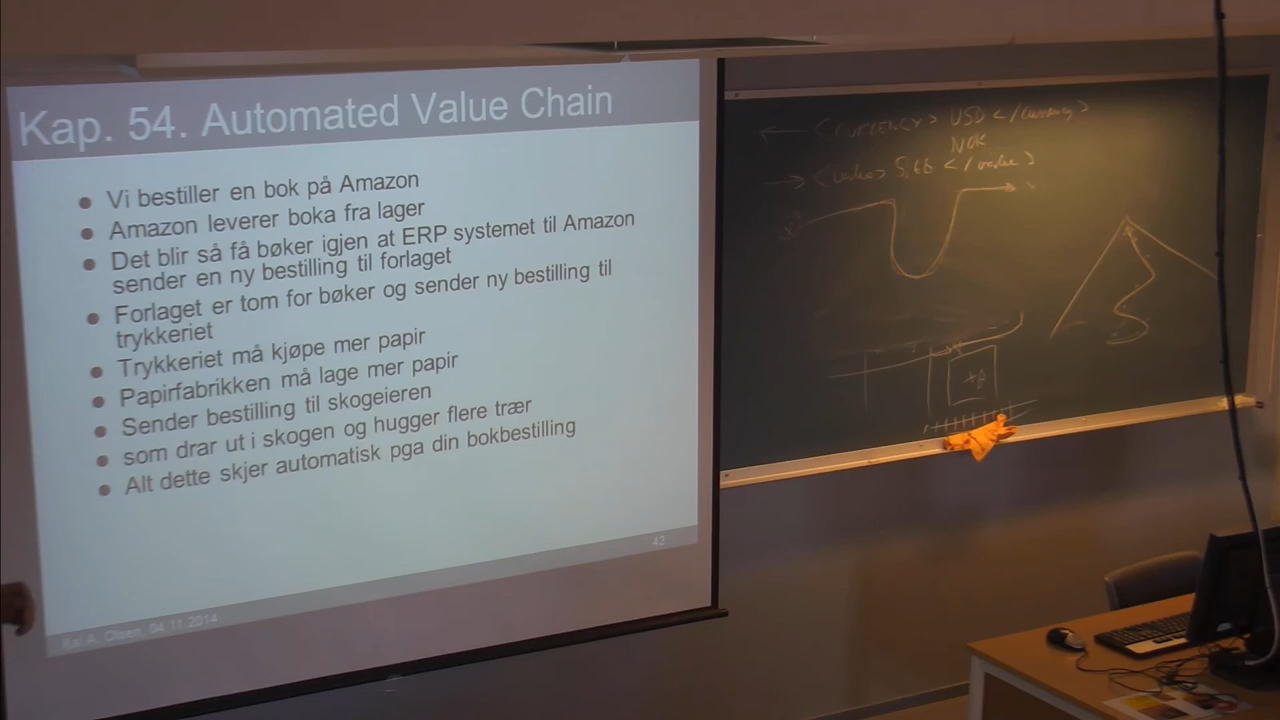 Kap. 54. Automated Value Chain
Vi bestiller en bok på Amazon
Amazon leverer boka fra lager
Det blir så få bøker igjen at ERP systemet til Amazon
sender en ny bestilling til forlaget
Forlaget er tom for bøker og sender ny bestilling til
trykkeriet
Trykkeriet må kjøpe mer papir
Papirfabrikken må lage mer papir
Sender bestilling til skogeieren
som drar ut i skogen og hugger flere trær
Alt dette skjer automatisk pga din bokbestilling
42
Kai A. Olsen, 04.11.2014
<CURRENCY> USD </currency>
NOK
<value> 5,66 </value>